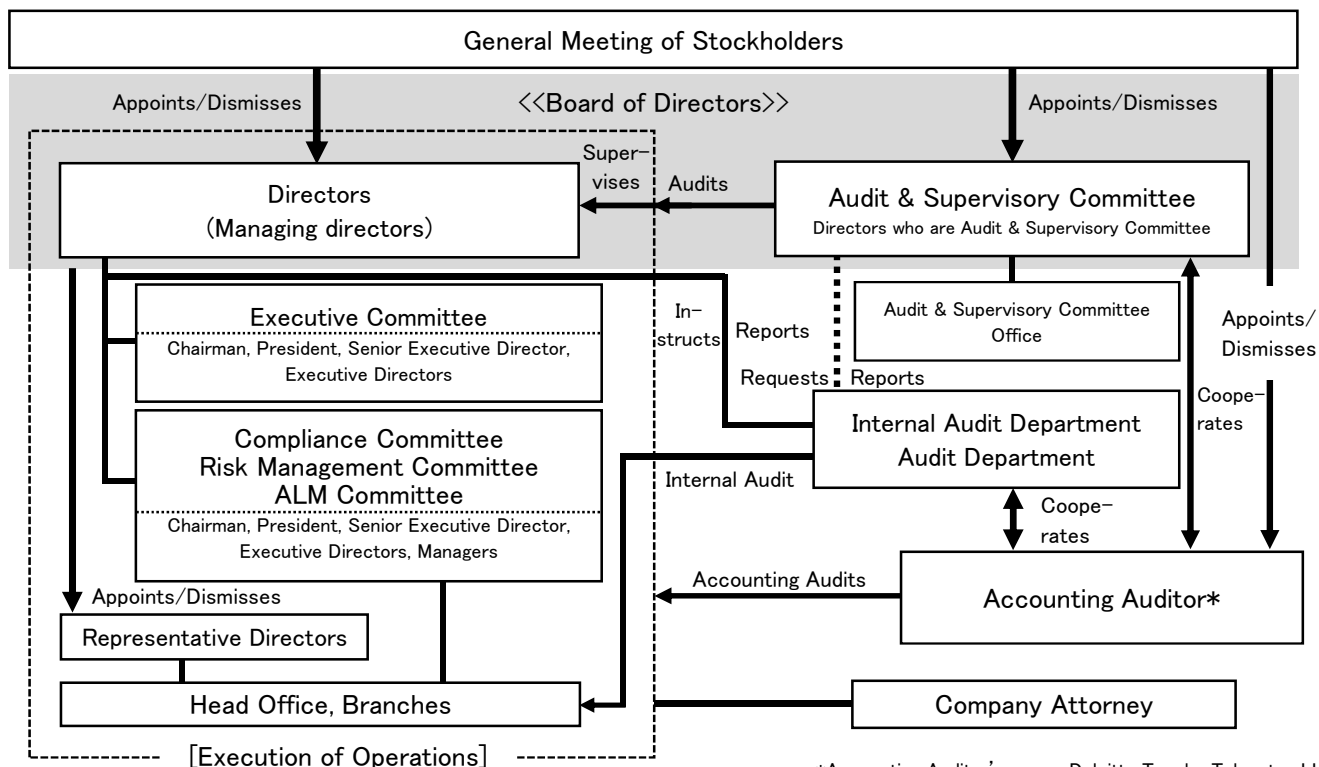 General Meeting of Stockholders
Appoints/Dismisses
<<Board of Directors>>
Appoints/Dismisses
Super-
vises
Audits
Directors
(Managing directors)
Audit & Supervisory Committee
Directors who are Audit & Supervisory Committee
Executive Committee
Chairman, President, Senior Executive Director,
Executive Directors
In-
structs
Reports
Audit & Supervisory Committee
Office
Appoints/
Dismisses
Requests
Reports
Coope-
rates
Compliance Committee
Risk Management Committee
ALM Committee
Chairman, President, Senior Executive Director,
Executive Directors, Managers
Internal Audit Department
Audit Department
Internal Audit
Coope-
rates
Accounting Audits
Accounting Auditor*
Appoints/Dismisses
Representative Directors
Head Office, Branches
Company Attorney
[Execution of Operations]